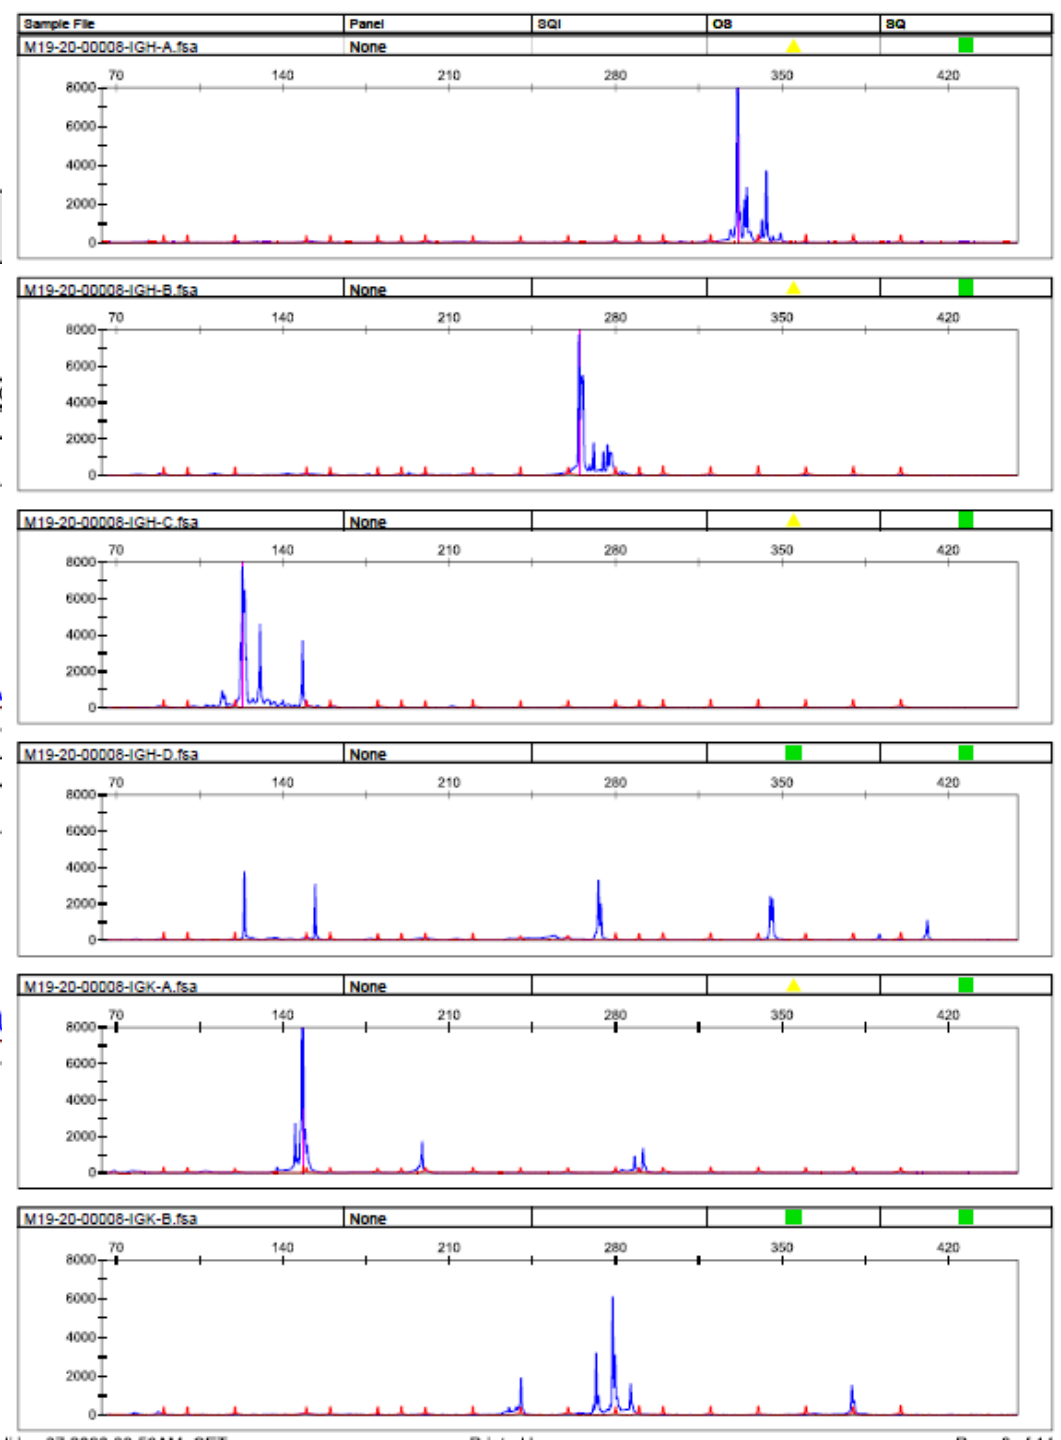 Sample File Panel SQI OS SQ
M19-20-00008-IGH-A.fsa None
70 140 210 280 350 420
8000
6000
4000
2000
0
M19-20-00008-IGH-B.fsa None
70 140 210 280 350 420
8000
6000
4000
2000
0
M19-20-00008-IGH-C.fsa None
70 140 210 280 350 420
8000
6000
4000
2000
0
M19-20-00008-IGH-D.fsa None
70 140 210 280 350 420
8000
6000
4000
2000
0
M19-20-00008-IGK-A.fsa None
70 140 210 280 350 420
8000
6000
4000
2000
0
M19-20-00008-IGK-B.fsa None
70 140 210 280 350 420
8000
6000
4000
2000
0